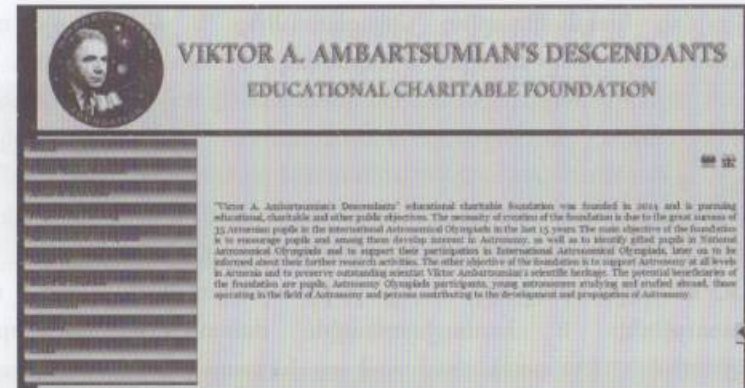 VIKTOR A. AMBARTSUMIAN'S DESCENDANTS
EDUCATIONAL CHARITABLE FOUNDATION
"Victor A. Ambartsumian's Descendants" educational charitable foundation was founded in 2014 and is pursuing
educational, charitable and other public objectives. The necessity of creation of the foundation is due to the great success of
35 Armenian pupils in the international Astronomical Olympiads in the last 15 years The main objective of the foundation
is to encourage pupils and among them develop interest in Astronomy, as well as to identify gifted pupils in National
Astronomical Olympiads and to support their participation in International Astronomical Olympiads, later on to be
informed about their further research activities. The other objective of the foundation is to support Astronomy at all levels
in Armenia and to preserve outstanding scientist Viktor Ambartsumian's scientific heritage. The potential beneficiaries of
the foundation are pupils, Astronomy Olympiads participants, young astronomers studying and studied abroad, those
operating in the field of Astronomy and persons contributing to the development and propagation of Astronomy.